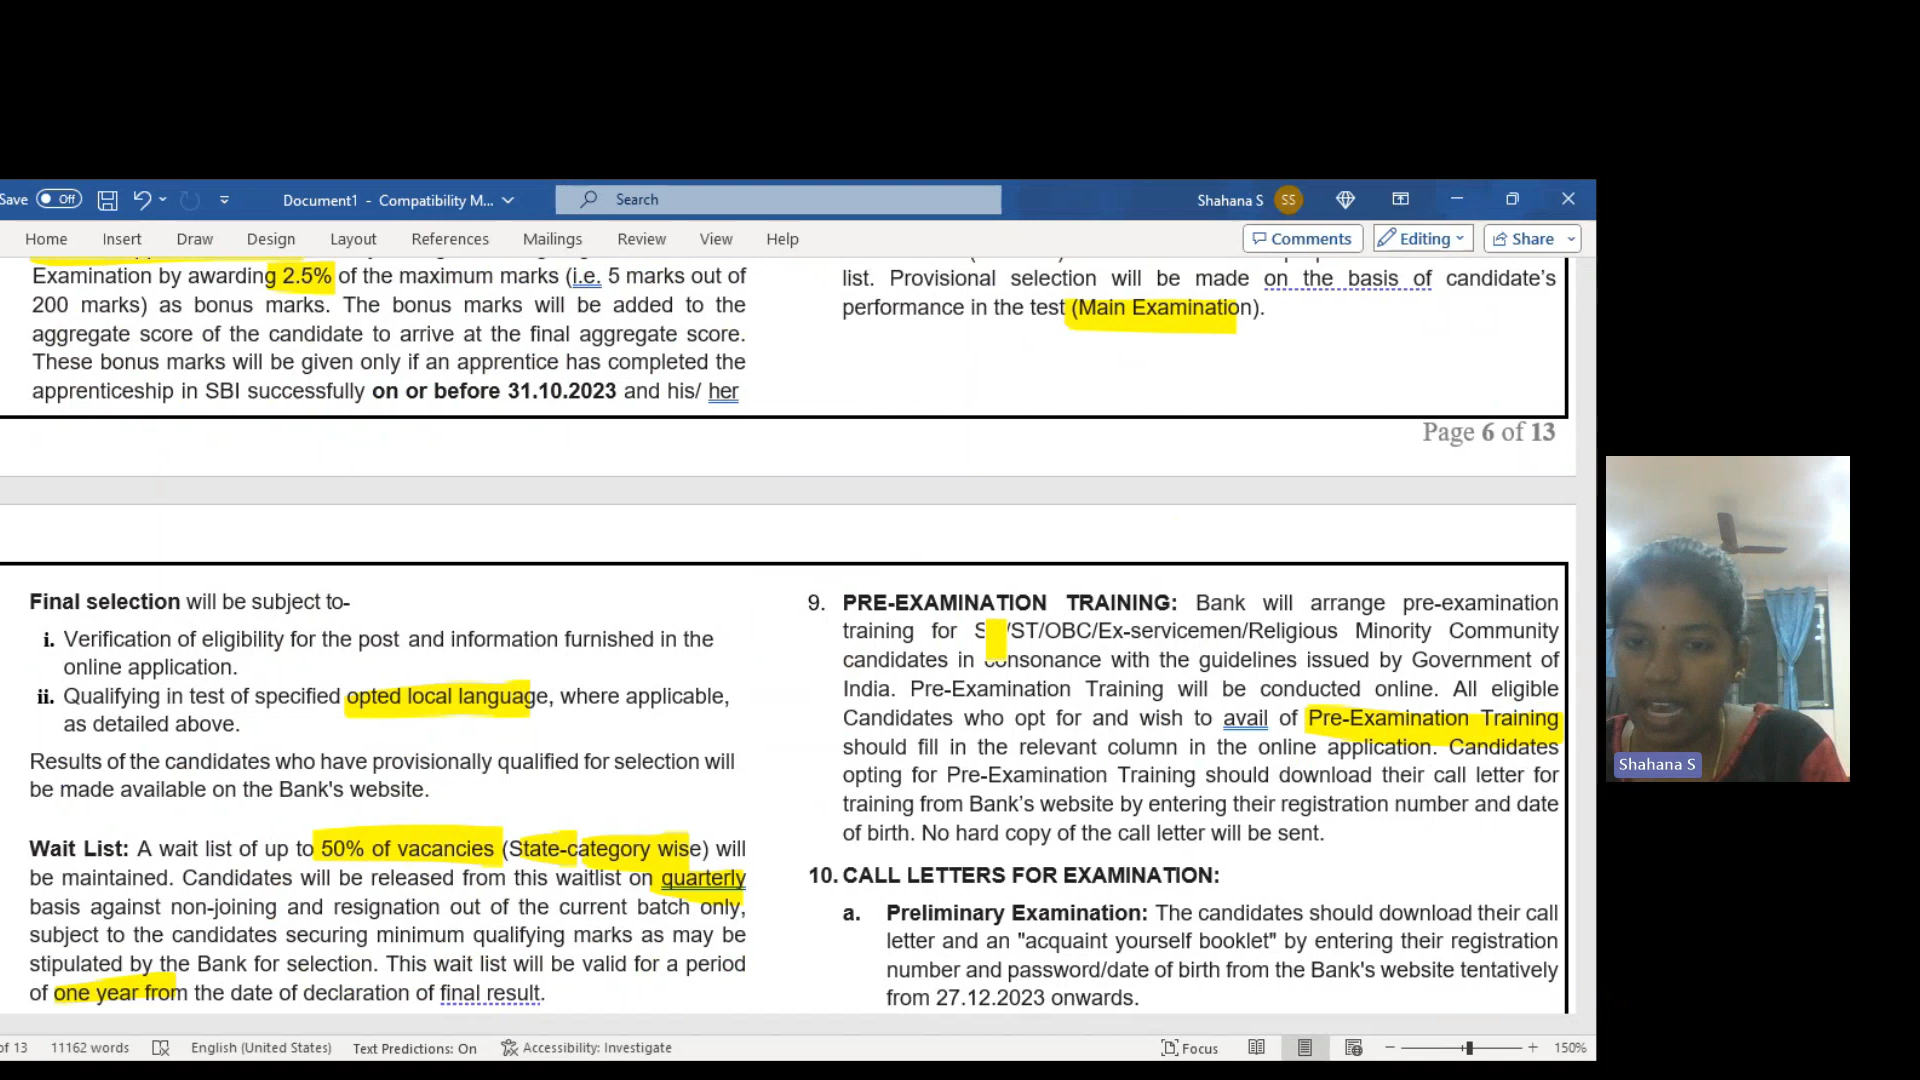 Save Off Document1 - Compatibility M... Search Shahana S SS
Home Insert Draw Design Layout References Mailings Review View Help Comments Editing Share
Examination by awarding 2.5% of the maximum marks (i.e. 5 marks out of
200 marks) as bonus marks. The bonus marks will be added to the
aggregate score of the candidate to arrive at the final aggregate score.
These bonus marks will be given only if an apprentice has completed the
apprenticeship in SBI successfully on or before 31.10.2023 and his/ her
list. Provisional selection will be made on the basis of candidate's
performance in the test (Main Examination).
Page 6 of 13
Final selection will be subject to-
i. Verification of eligibility for the post and information furnished in the
online application.
ii. Qualifying in test of specified opted local language, where applicable,
as detailed above.
Results of the candidates who have provisionally qualified for selection will
be made available on the Bank's website.
Wait List: A wait list of up to 50% of vacancies (State-category wise) will
be maintained. Candidates will be released from this waitlist on quarterly
basis against non-joining and resignation out of the current batch only,
subject to the candidates securing minimum qualifying marks as may be
stipulated by the Bank for selection. This wait list will be valid for a period
of one year from the date of declaration of final result.
9. PRE-EXAMINATION TRAINING: Bank will arrange pre-examination
training for S /ST/OBC/Ex-servicemen/Religious Minority Community
candidates in consonance with the guidelines issued by Government of
India. Pre-Examination Training will be conducted online. All eligible
Candidates who opt for and wish to avail of Pre-Examination Training
should fill in the relevant column in the online application. Candidates
opting for Pre-Examination Training should download their call letter for
training from Bank's website by entering their registration number and date
of birth. No hard copy of the call letter will be sent.
10. CALL LETTERS FOR EXAMINATION:
a. Preliminary Examination: The candidates should download their call
letter and an "acquaint yourself booklet" by entering their registration
number and password/date of birth from the Bank's website tentatively
from 27.12.2023 onwards.
Shahana S
of 13 11162 words English (United States) Text Predictions: On Accessibility: Investigate Focus 150%